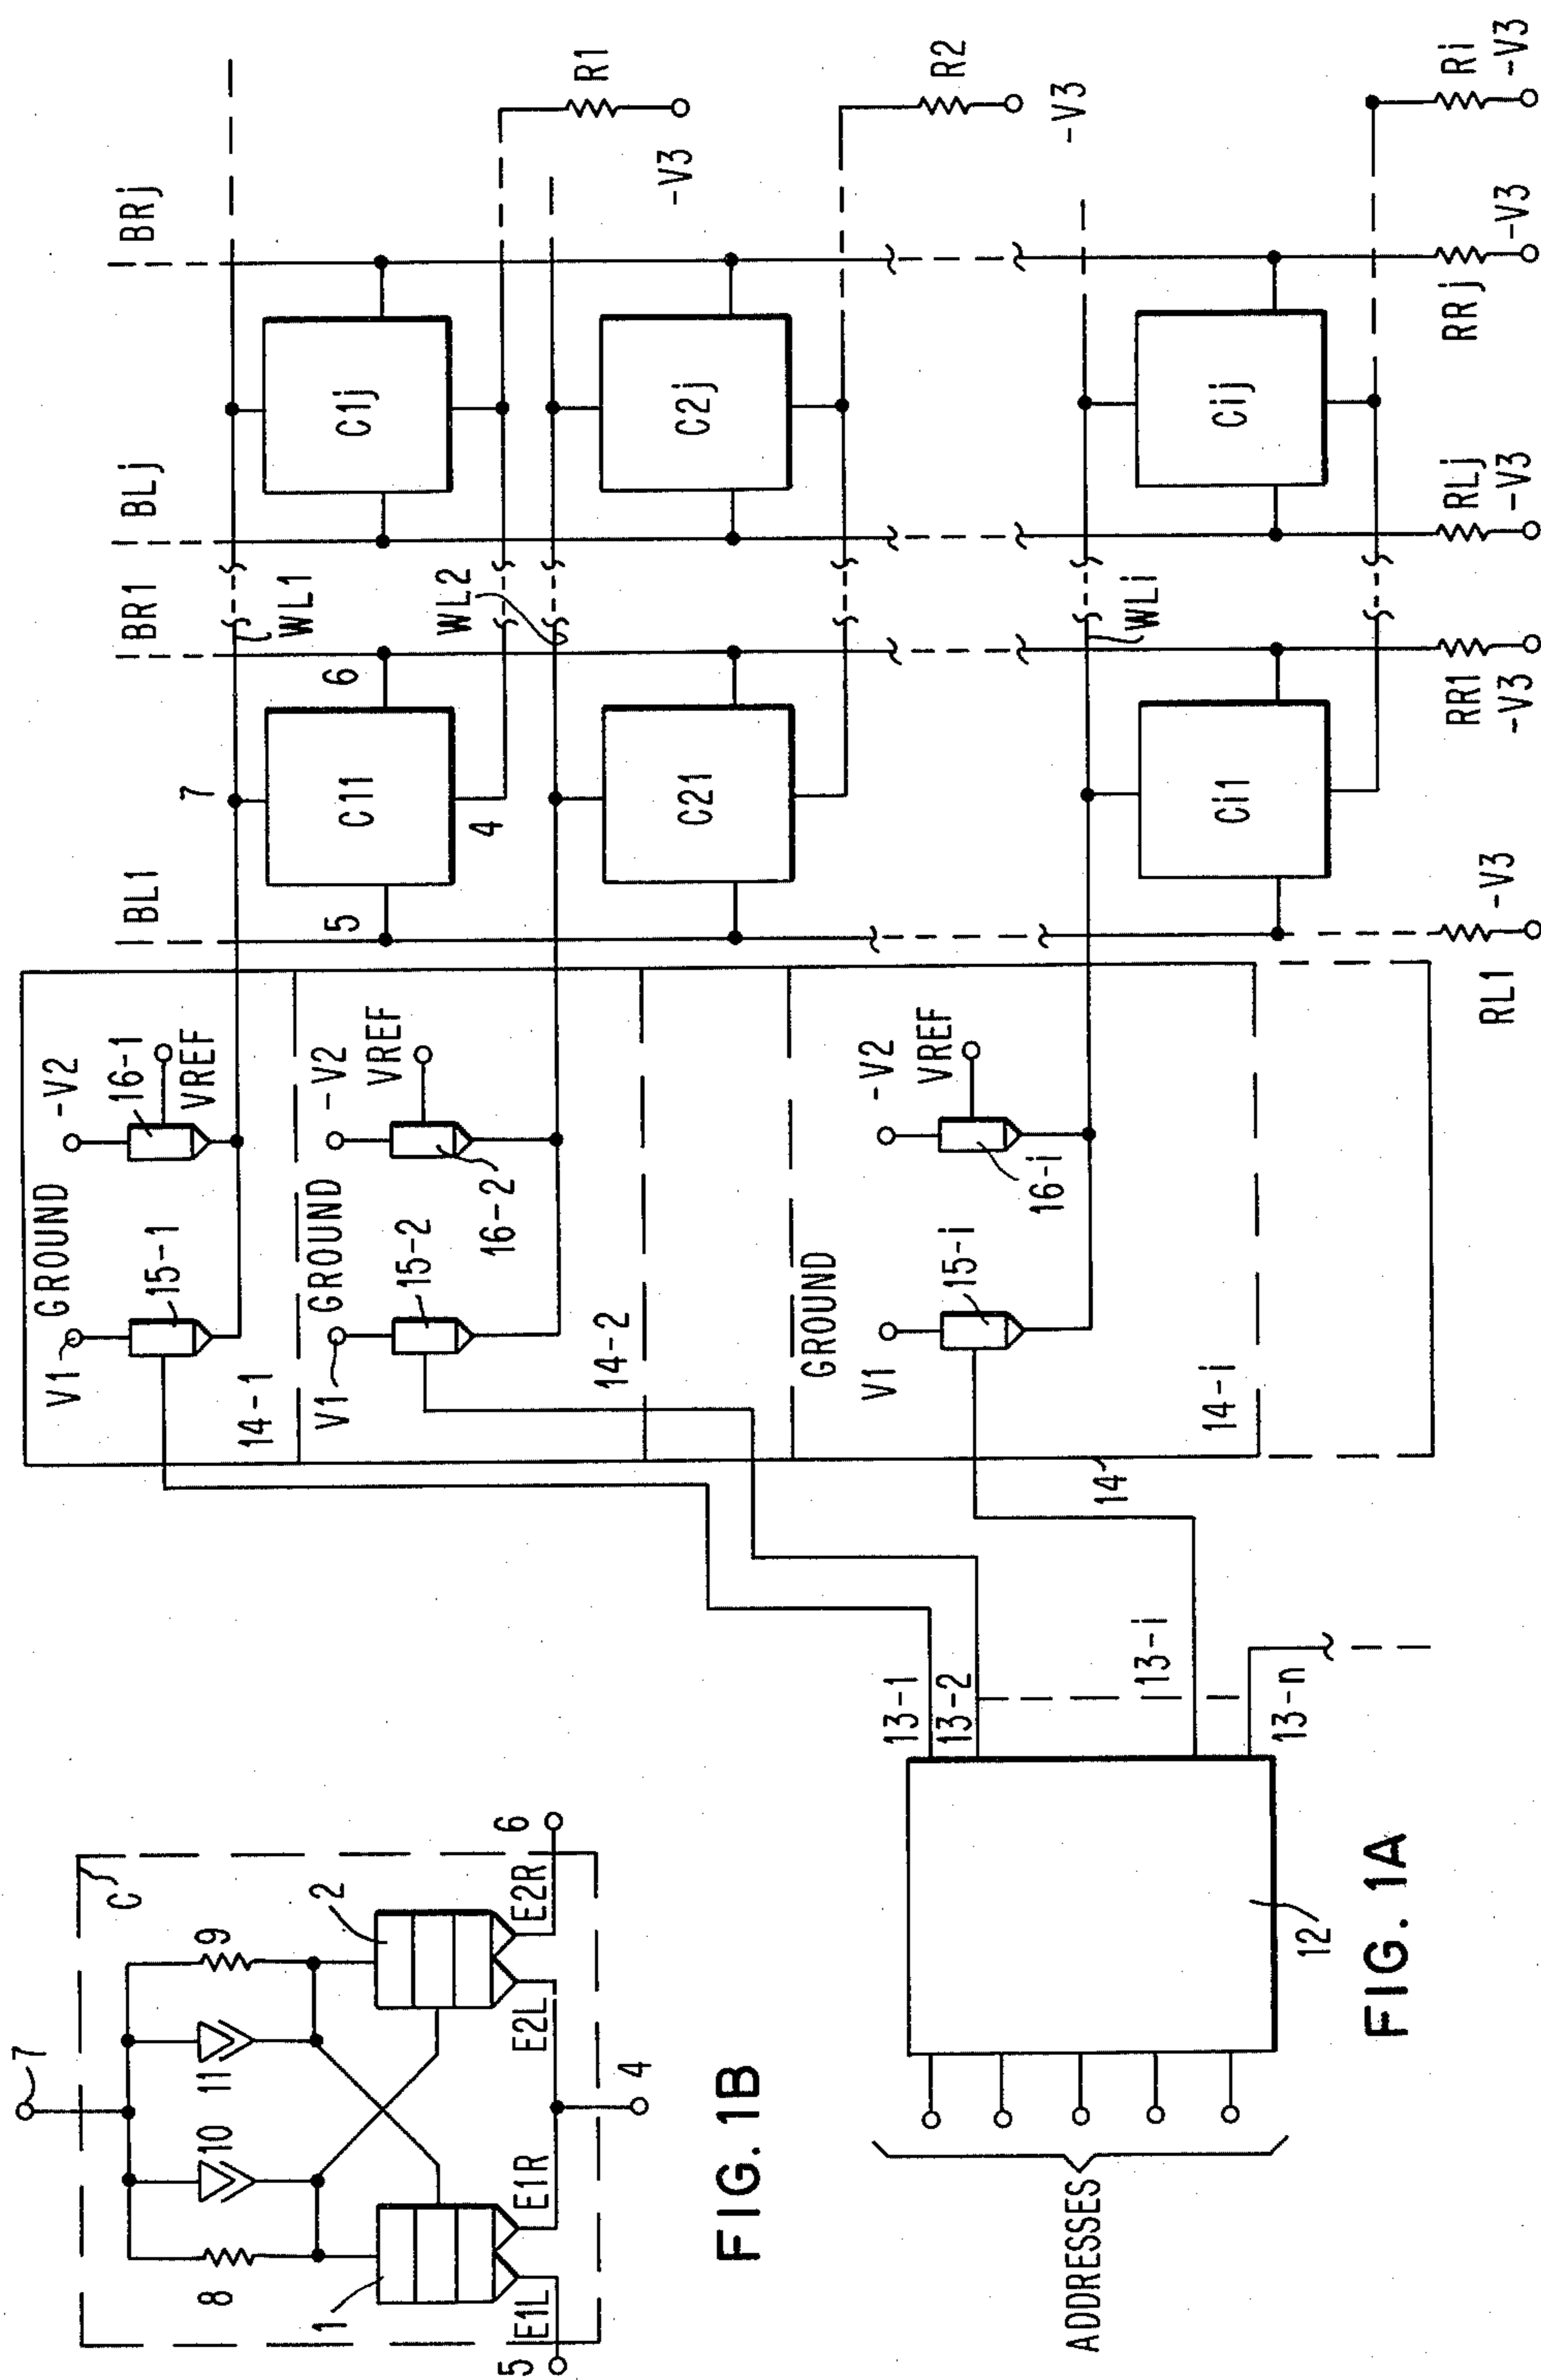 7
C
8
10
11
9
1
2
E1L
E1R
E2L
E2R
5
4
6
FIG. 1B
ADDRESSES
12
FIG. 1A
13-1
13-2
13-i
13-n
14
V1
GROUND
-V2
15-1
16-1
VREF
14-1
V1
GROUND
-V2
15-2
16-2
VREF
14-2
GROUND
V1
-V2
15-i
16-i
VREF
14-i
BL1
BR1
BLj
BRj
7
5
6
C11
4
WL1
C1j
R1
-V3
WL2
C21
C2j
R2
-V3
WLi
Ci1
Cij
Ri
-V3
RL1
-V3
RR1
-V3
RLj
-V3
RRj
-V3